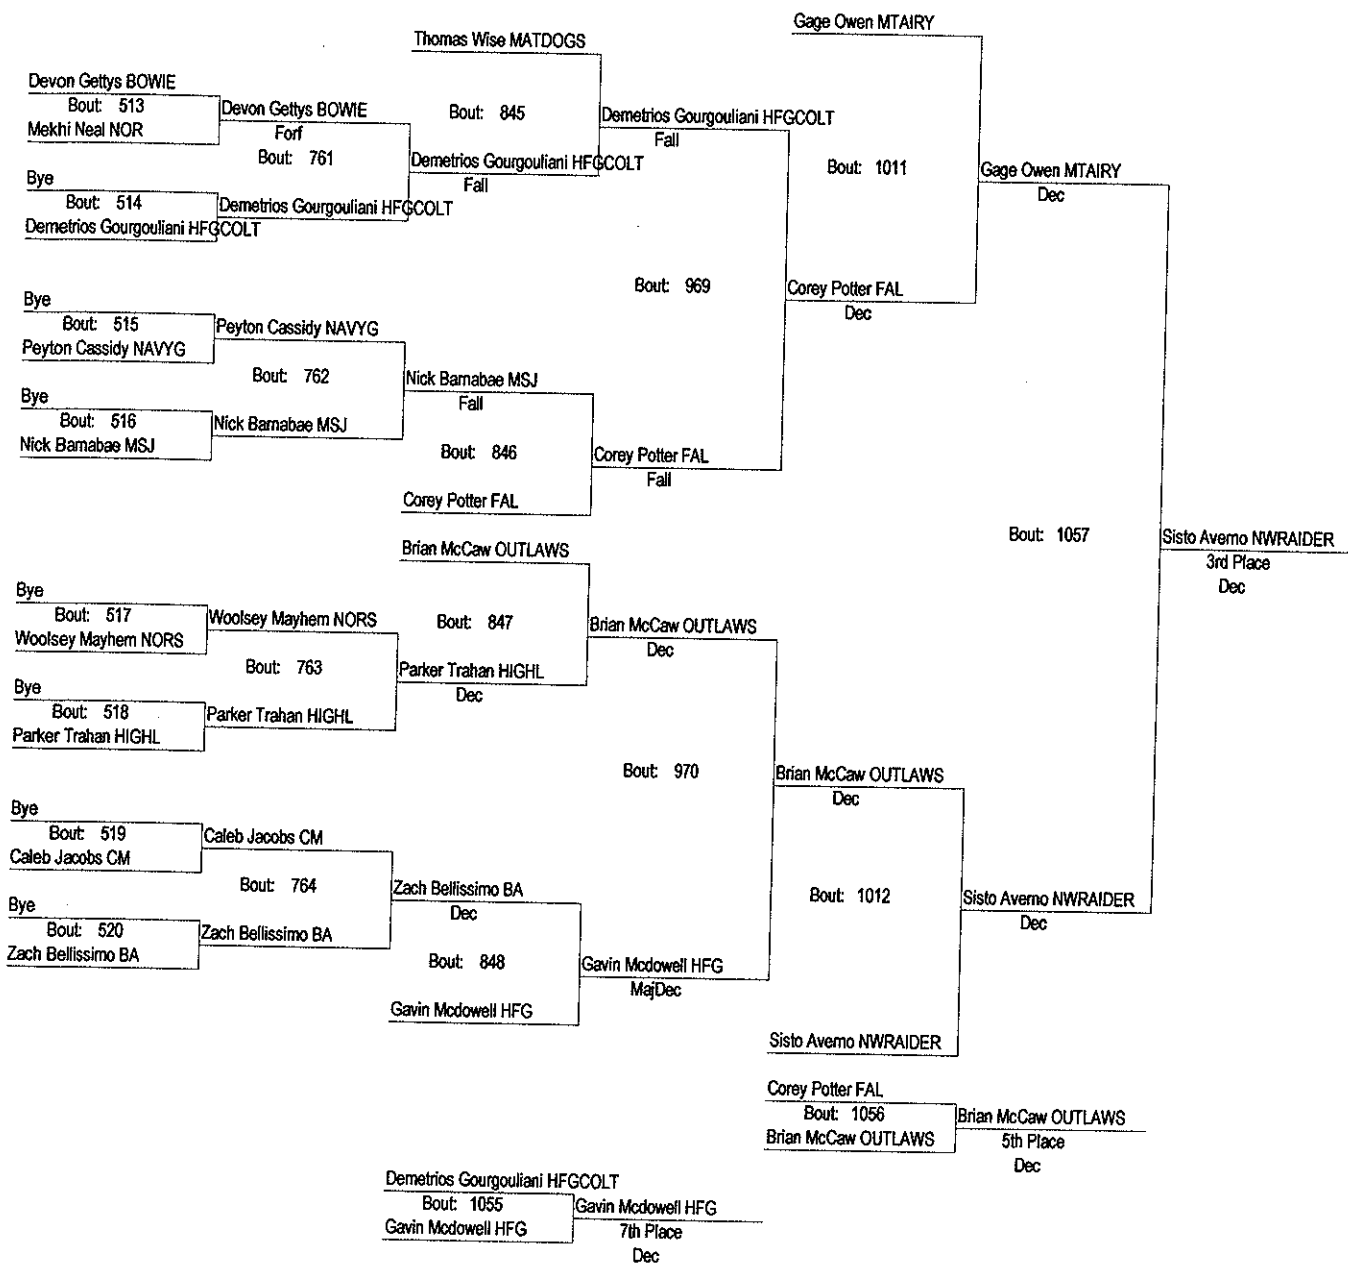 Gage Owen MTAIRY
Thomas Wise MATDOGS
Devon Gettys BOWIE
Bout: 513
Mekhi Neal NOR
Devon Gettys BOWIE
Forf
Bout: 845
Demetrios Gourgouliani HFGCOLT
Fall
Bout: 761
Demetrios Gourgouliani HFGCOLT
Fall
Bout: 1011
Gage Owen MTAIRY
Dec
Bye
Bout: 514
Demetrios Gourgouliani HFGCOLT
Demetrios Gourgouliani HFGCOLT
Bout: 969
Corey Potter FAL
Dec
Bye
Bout: 515
Peyton Cassidy NAVYG
Peyton Cassidy NAVYG
Bout: 762
Nick Barnabae MSJ
Fall
Bye
Bout: 516
Nick Barnabae MSJ
Nick Barnabae MSJ
Bout: 846
Corey Potter FAL
Fall
Corey Potter FAL
Bout: 1057
Sisto Averno NWRAIDER
3rd Place
Dec
Brian McCaw OUTLAWS
Bye
Bout: 517
Woolsey Mayhem NORS
Woolsey Mayhem NORS
Bout: 847
Brian McCaw OUTLAWS
Dec
Bout: 763
Parker Trahan HIGHL
Dec
Bye
Bout: 518
Parker Trahan HIGHL
Parker Trahan HIGHL
Bout: 970
Brian McCaw OUTLAWS
Dec
Bye
Bout: 519
Caleb Jacobs CM
Caleb Jacobs CM
Bout: 764
Zach Bellissimo BA
Dec
Bout: 1012
Sisto Averno NWRAIDER
Dec
Bye
Bout: 520
Zach Bellissimo BA
Zach Bellissimo BA
Bout: 848
Gavin Mcdowell HFG
MajDec
Gavin Mcdowell HFG
Sisto Averno NWRAIDER
Corey Potter FAL
Bout: 1056
Brian McCaw OUTLAWS
Brian McCaw OUTLAWS
5th Place
Dec
Demetrios Gourgouliani HFGCOLT
Bout: 1055
Gavin Mcdowell HFG
Gavin Mcdowell HFG
7th Place
Dec